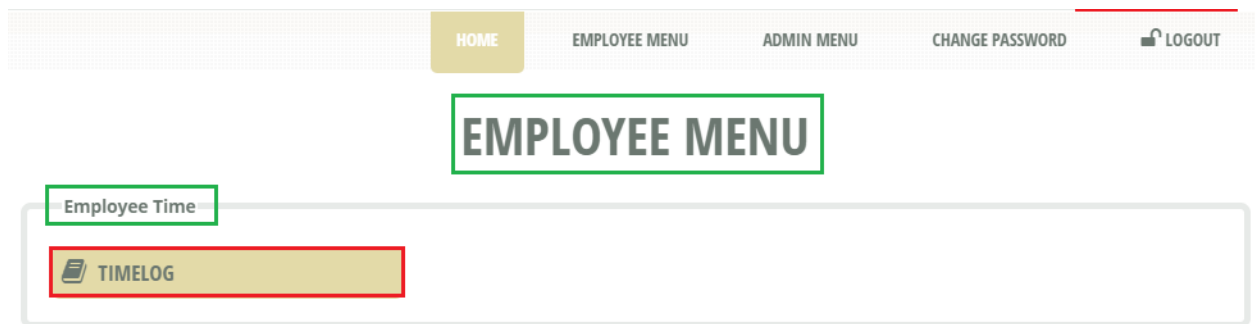 HOME EMPLOYEE MENU ADMIN MENU CHANGE PASSWORD LOGOUT
EMPLOYEE MENU
Employee Time
TIMELOG